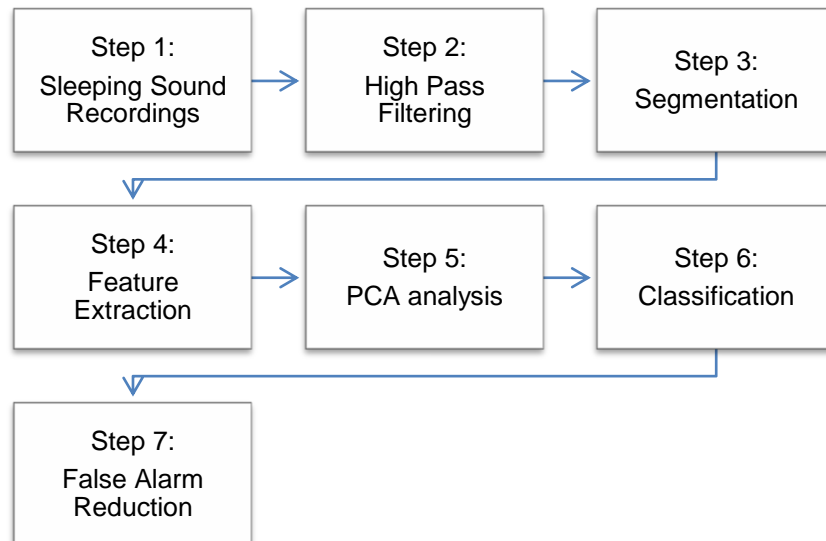 Step 1:
Sleeping Sound
Recordings
Step 2:
High Pass
Filtering
Step 3:
Segmentation
Step 4:
Feature
Extraction
Step 5:
PCA analysis
Step 6:
Classification
Step 7:
False Alarm
Reduction